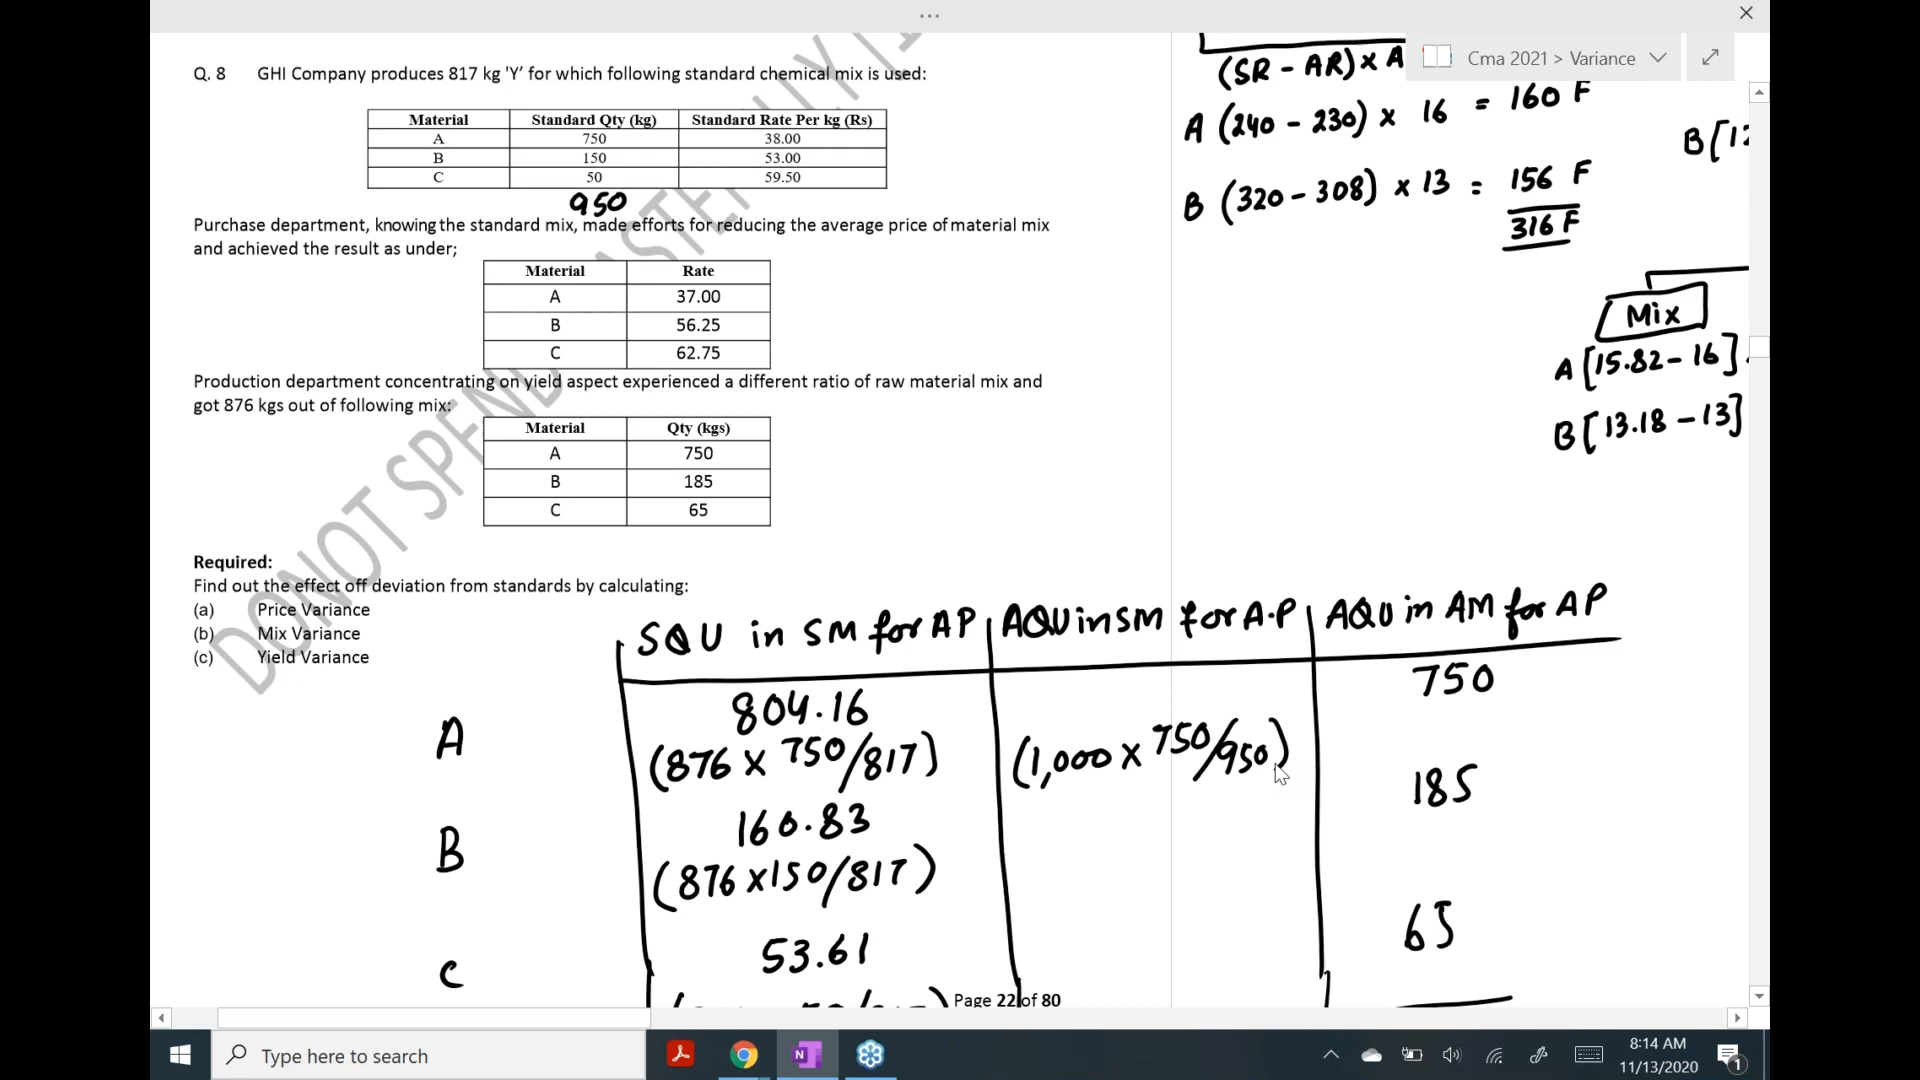 ...
Q. 8 GHI Company produces 817 kg 'Y' for which following standard chemical mix is used:
Material Standard Qty (kg) Standard Rate Per kg (Rs)
A 750 38.00
B 150 53.00
C 50 59.50
950
Purchase department, knowing the standard mix, made efforts for reducing the average price of material mix
and achieved the result as under;
Material Rate
A 37.00
B 56.25
C 62.75
Production department concentrating on yield aspect experienced a different ratio of raw material mix and
got 876 kgs out of following mix:
Material Qty (kgs)
A 750
B 185
C 65
Required:
Find out the effect off deviation from standards by calculating:
(a) Price Variance
(b) Mix Variance
(c) Yield Variance
DONOT SPEND
Cma 2021 > Variance
(SR - AR) x A
A (240 - 230) x 16 = 160 F
B (320 - 308) x 13 = 156 F
316 F
B [12
Mix
A [15.82 - 16]
B [13.18 - 13]
SQU in SM for AP AQU in SM for A.P AQU in AM for AP
A 804.16 750
(876 x 750/817) (1,000 x 750/950)
B 160.83 185
(876 x 150/817)
C 53.61 65
Page 22 of 80
Type here to search
8:14 AM
11/13/2020
1